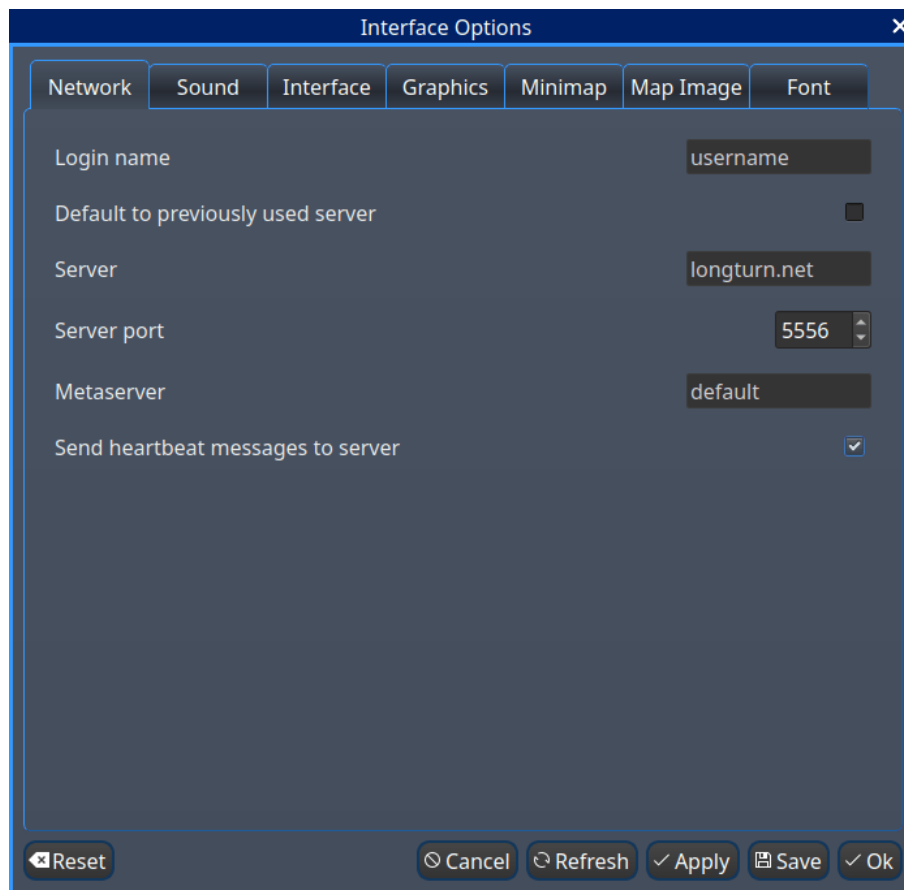 Interface Options
Network Sound Interface Graphics Minimap Map Image Font
Login name username
Default to previously used server
Server longturn.net
Server port 5556
Metaserver default
Send heartbeat messages to server
Reset Cancel Refresh Apply Save Ok